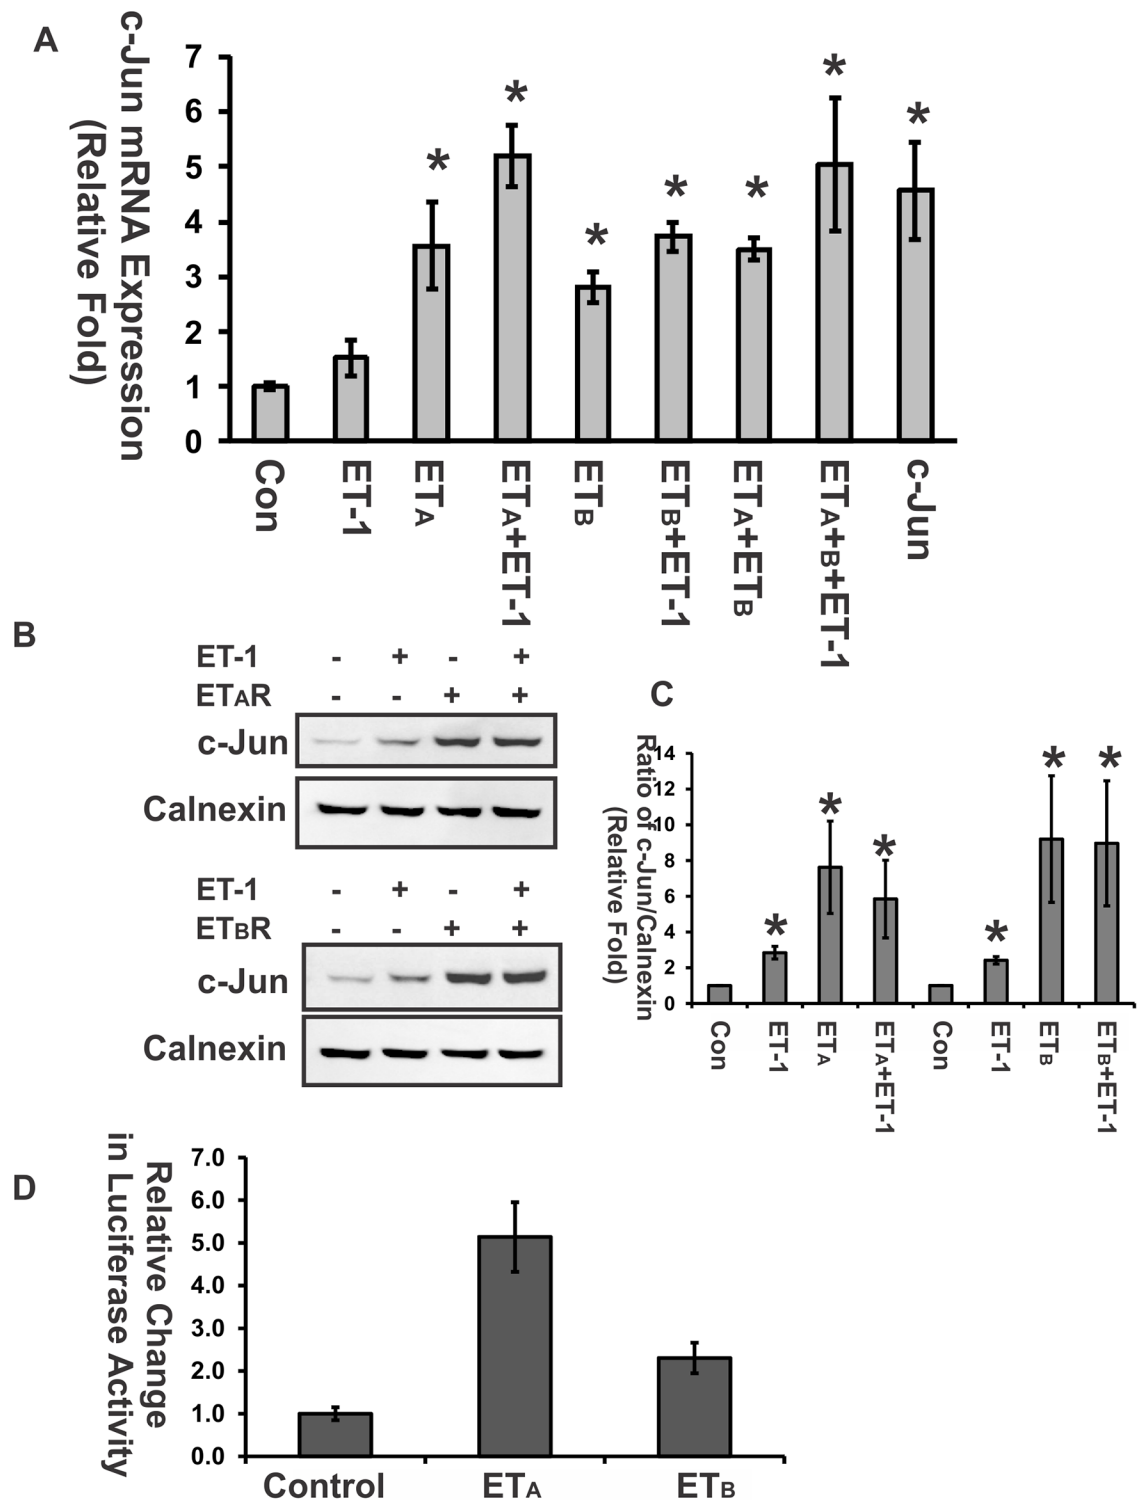 A
c-Jun mRNA Expression
(Relative Fold)
7
6
5
4
3
2
1
0
* * * * * * *
Con ET-1 ETA ETA+ET-1 ETB ETB+ET-1 ETA+ETB ETA+B+ET-1 c-Jun
B
ET-1 - + - +
ETAR - - + +
c-Jun
Calnexin
ET-1 - + - +
ETBR - - + +
c-Jun
Calnexin
C
Ratio of c-Jun/Calnexin
(Relative Fold)
14
12
10
8
6
4
2
0
* * * * * *
Con ET-1 ETA ETA+ET-1 Con ET-1 ETB ETB+ET-1
D
Relative Change
in Luciferase Activity
7.0
6.0
5.0
4.0
3.0
2.0
1.0
0.0
Control ETA ETB